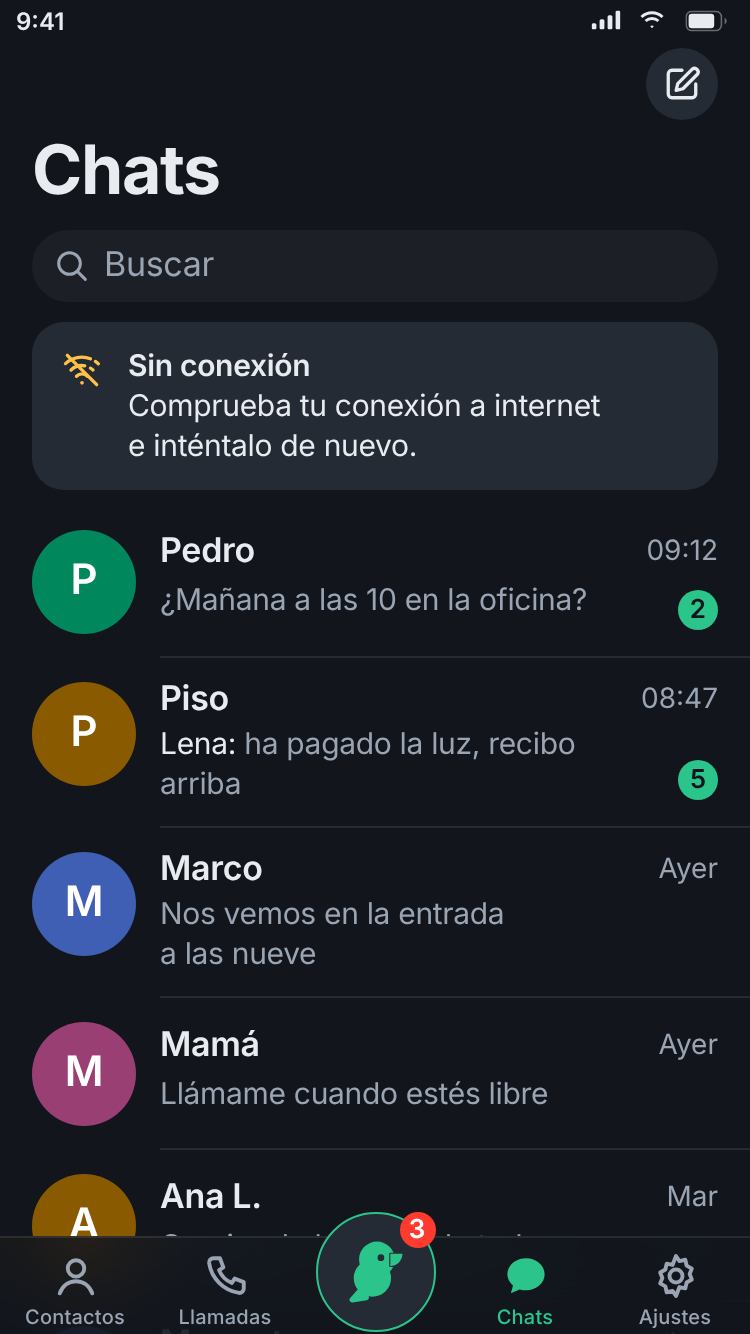 9:41
Chats
Buscar
Sin conexión
Comprueba tu conexión a internet
e inténtalo de nuevo.
P
Pedro
09:12
¿Mañana a las 10 en la oficina?
2
P
Piso
08:47
Lena: ha pagado la luz, recibo
arriba
5
M
Marco
Ayer
Nos vemos en la entrada
a las nueve
M
Mamá
Ayer
Llámame cuando estés libre
A
Ana L.
Mar
3
Contactos
Llamadas
Chats
Ajustes